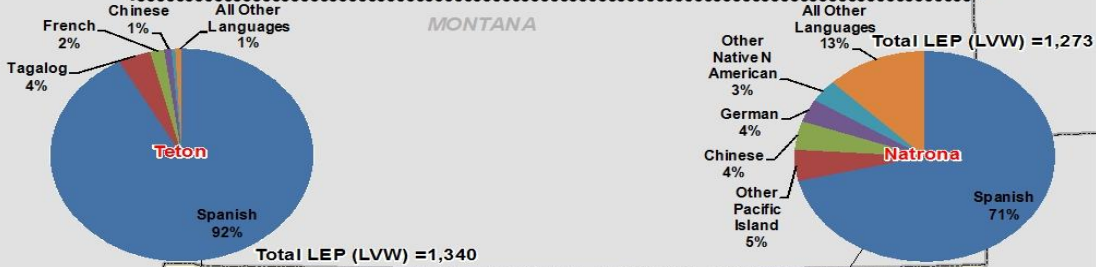 MONTANA
Chinese
1%
All Other
Languages
1%
French
2%
Tagalog
4%
Teton
Spanish
92%
Total LEP (LVW) =1,340
All Other
Languages
13%
Total LEP (LVW) =1,273
Other
Native N
American
3%
German
4%
Chinese
4%
Other
Pacific
Island
5%
Natrona
Spanish
71%